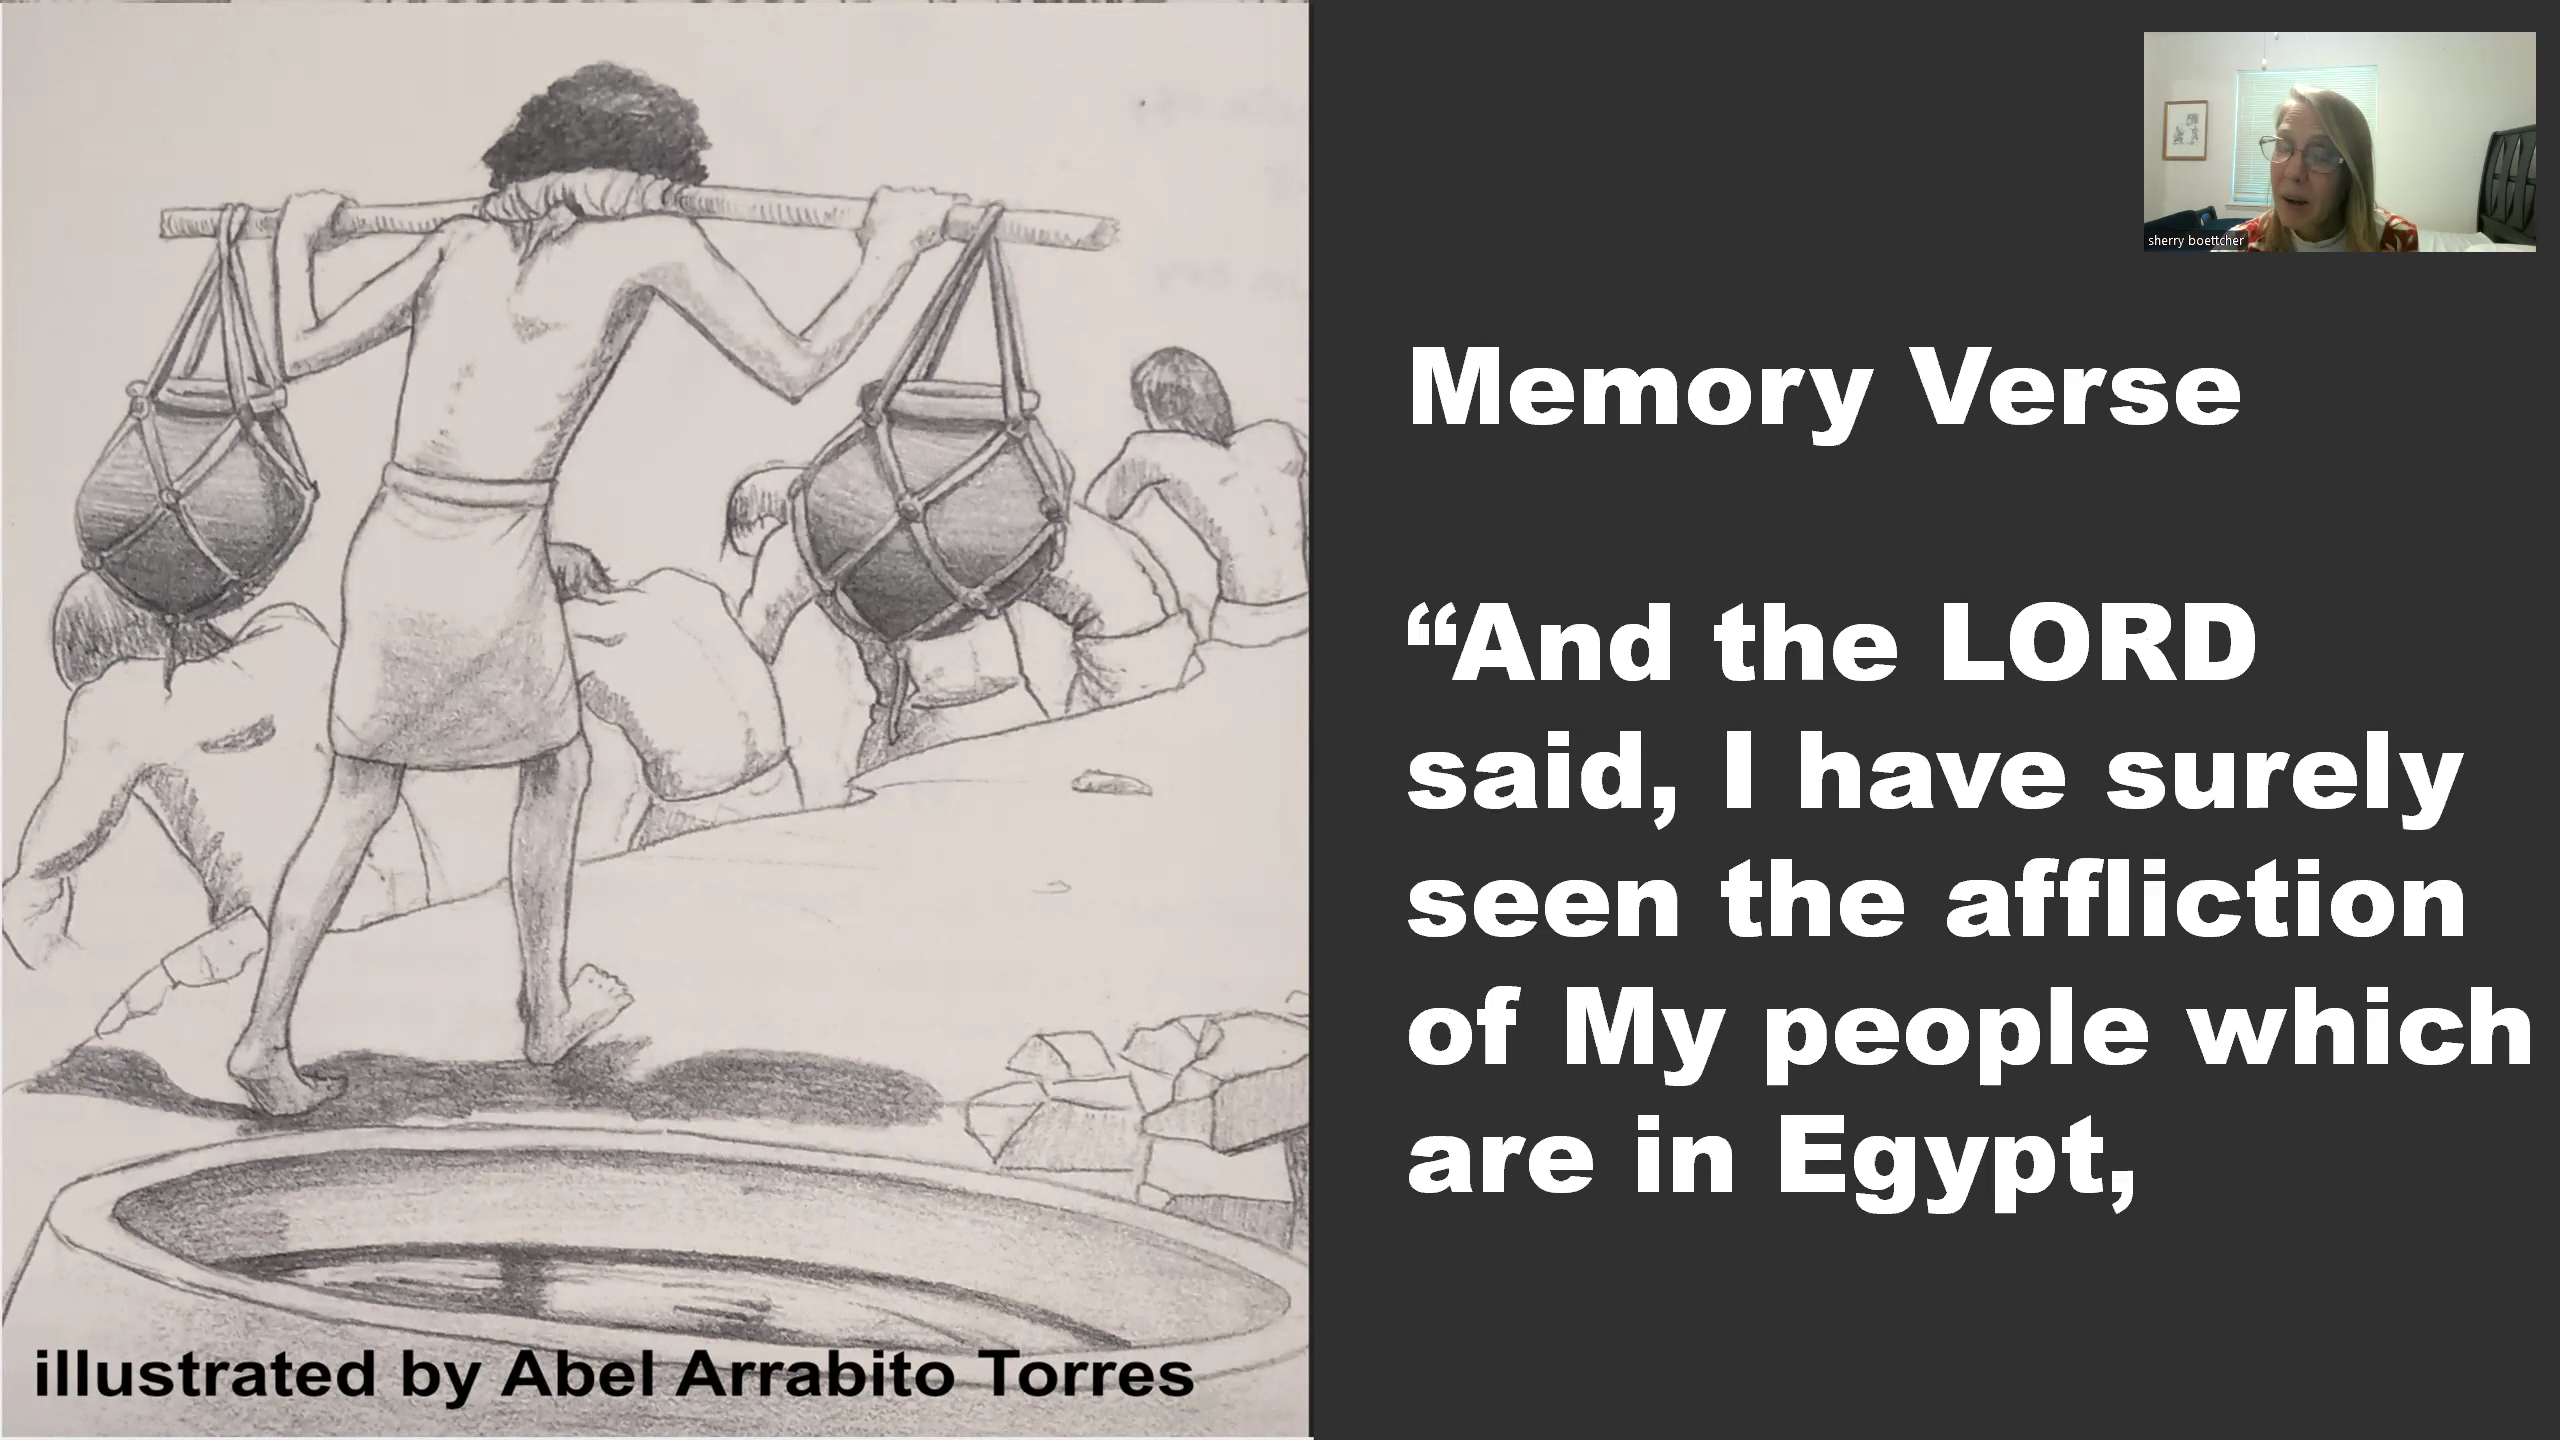 sherry boettcher
Memory Verse
“And the LORD
said, I have surely
seen the affliction
of My people which
are in Egypt,
illustrated by Abel Arrabito Torres